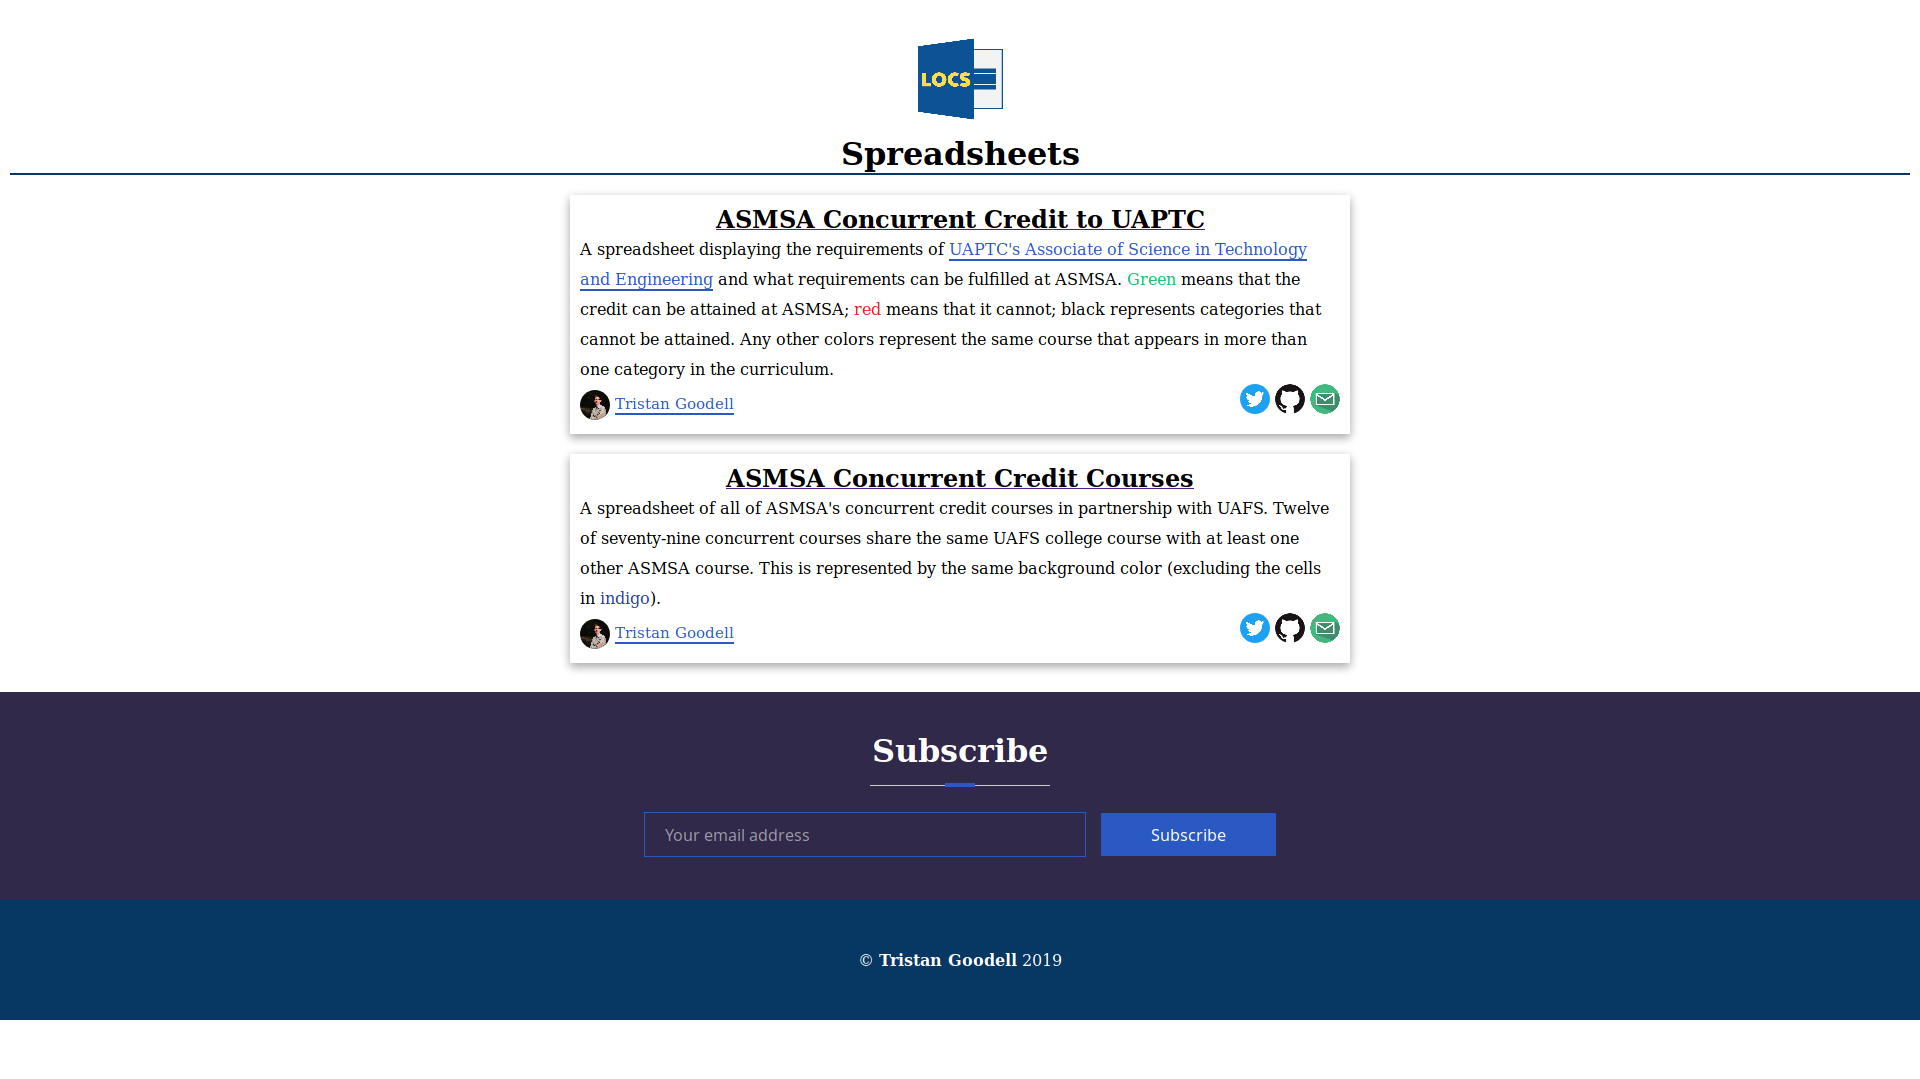 LOCS
Spreadsheets
ASMSA Concurrent Credit to UAPTC
A spreadsheet displaying the requirements of UAPTC's Associate of Science in Technology
and Engineering and what requirements can be fulfilled at ASMSA. Green means that the
credit can be attained at ASMSA; red means that it cannot; black represents categories that
cannot be attained. Any other colors represent the same course that appears in more than
one category in the curriculum.
Tristan Goodell
ASMSA Concurrent Credit Courses
A spreadsheet of all of ASMSA's concurrent credit courses in partnership with UAFS. Twelve
of seventy-nine concurrent courses share the same UAFS college course with at least one
other ASMSA course. This is represented by the same background color (excluding the cells
in indigo).
Tristan Goodell
Subscribe
Your email address
Subscribe
© Tristan Goodell 2019